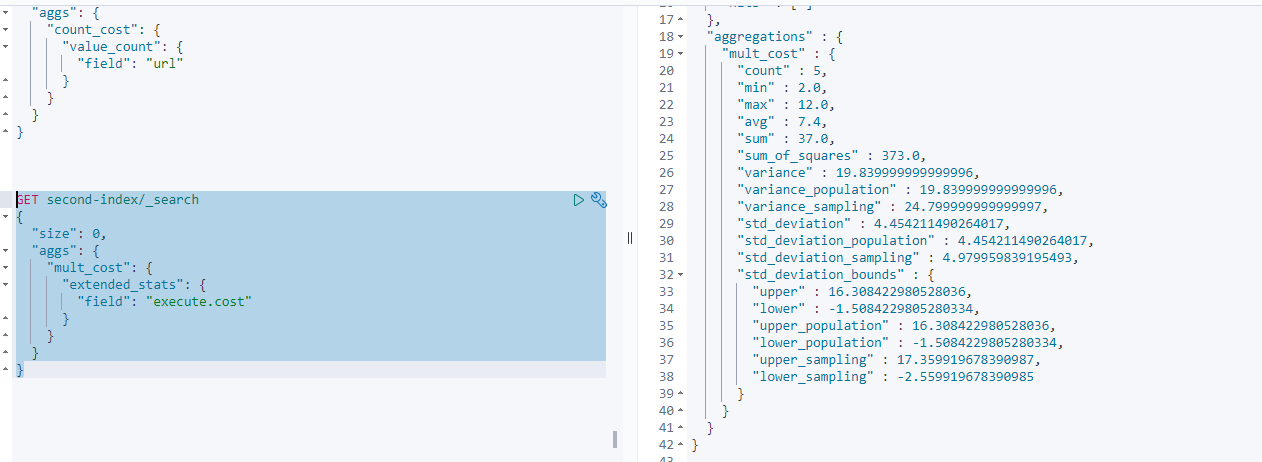 "aggs": {
"count_cost": {
"value_count": {
"field": "url"
}
}
}
}
GET second-index/_search
{
"size": 0,
"aggs": {
"mult_cost": {
"extended_stats": {
"field": "execute.cost"
}
}
}
}
17 },
18 "aggregations" : {
19 "mult_cost" : {
20 "count" : 5,
21 "min" : 2.0,
22 "max" : 12.0,
23 "avg" : 7.4,
24 "sum" : 37.0,
25 "sum_of_squares" : 373.0,
26 "variance" : 19.839999999999996,
27 "variance_population" : 19.839999999999996,
28 "variance_sampling" : 24.799999999999997,
29 "std_deviation" : 4.454211490264017,
30 "std_deviation_population" : 4.454211490264017,
31 "std_deviation_sampling" : 4.979959839195493,
32 "std_deviation_bounds" : {
33 "upper" : 16.308422980528036,
34 "lower" : -1.5084229805280334,
35 "upper_population" : 16.308422980528036,
36 "lower_population" : -1.5084229805280334,
37 "upper_sampling" : 17.359919678390987,
38 "lower_sampling" : -2.559919678390985
39 }
40 }
41 }
42 }